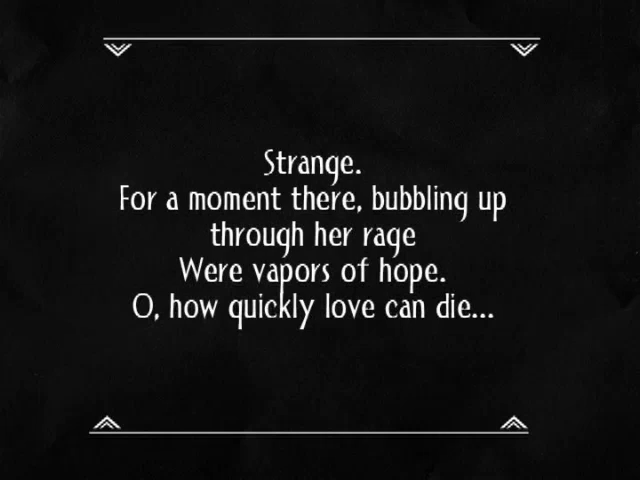 Strange.
For a moment there, bubbling up
through her rage
Were vapors of hope.
O, how quickly love can die...